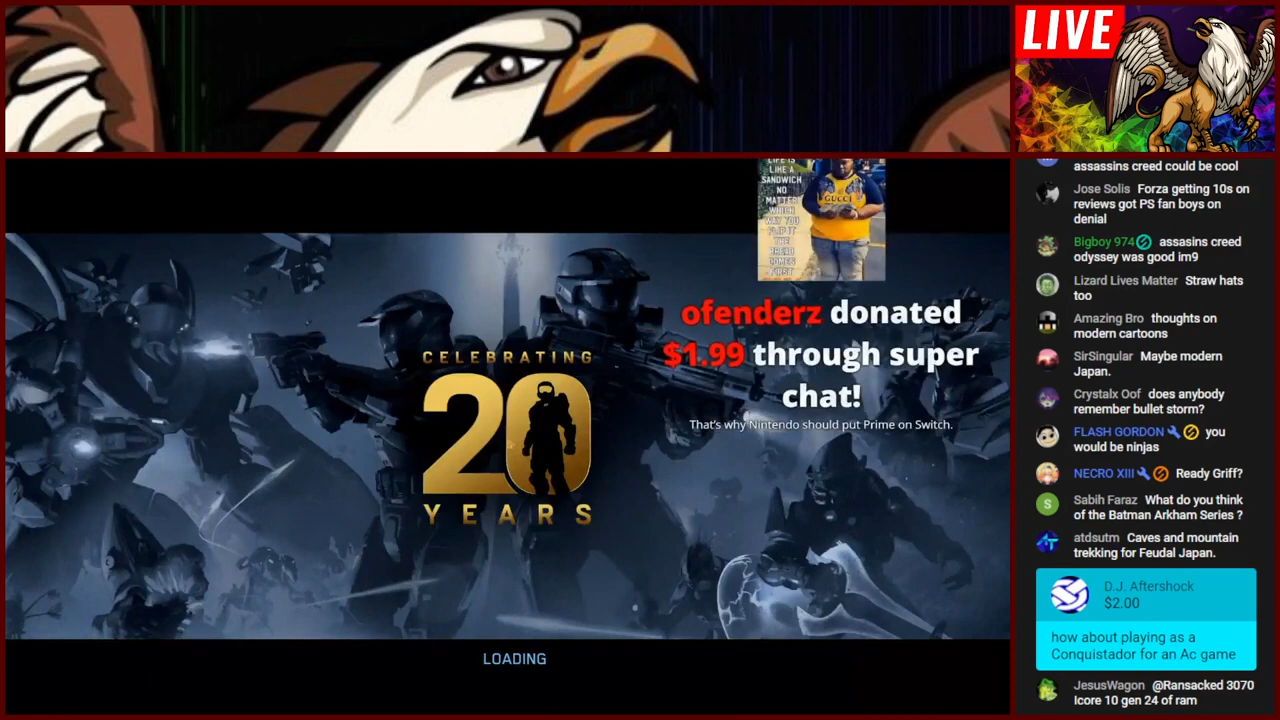 LIVE
LIFE IS
LIKE A
SANDWICH
NO
MATTER
WHICH
WAY YOU
FLIP IT
THE
BREAD
COMES
FIRST
GUCCI
ofenderz donated
$1.99 through super
chat!
That's why Nintendo should put Prime on Switch.
CELEBRATING
20
YEARS
LOADING
assassins creed could be cool
Jose Solis Forza getting 10s on
reviews got PS fan boys on
denial
Bigboy 974 assasins creed
odyssey was good im9
Lizard Lives Matter Straw hats
too
Amazing Bro thoughts on
modern cartoons
SirSingular Maybe modern
Japan.
Crystalx Oof does anybody
remember bullet storm?
FLASH GORDON you
would be ninjas
NECRO XIII Ready Griff?
S
Sabih Faraz What do you think
of the Batman Arkham Series ?
atdsutm Caves and mountain
trekking for Feudal Japan.
D.J. Aftershock
$2.00
how about playing as a
Conquistador for an Ac game
JesusWagon @Ransacked 3070
Icore 10 gen 24 of ram